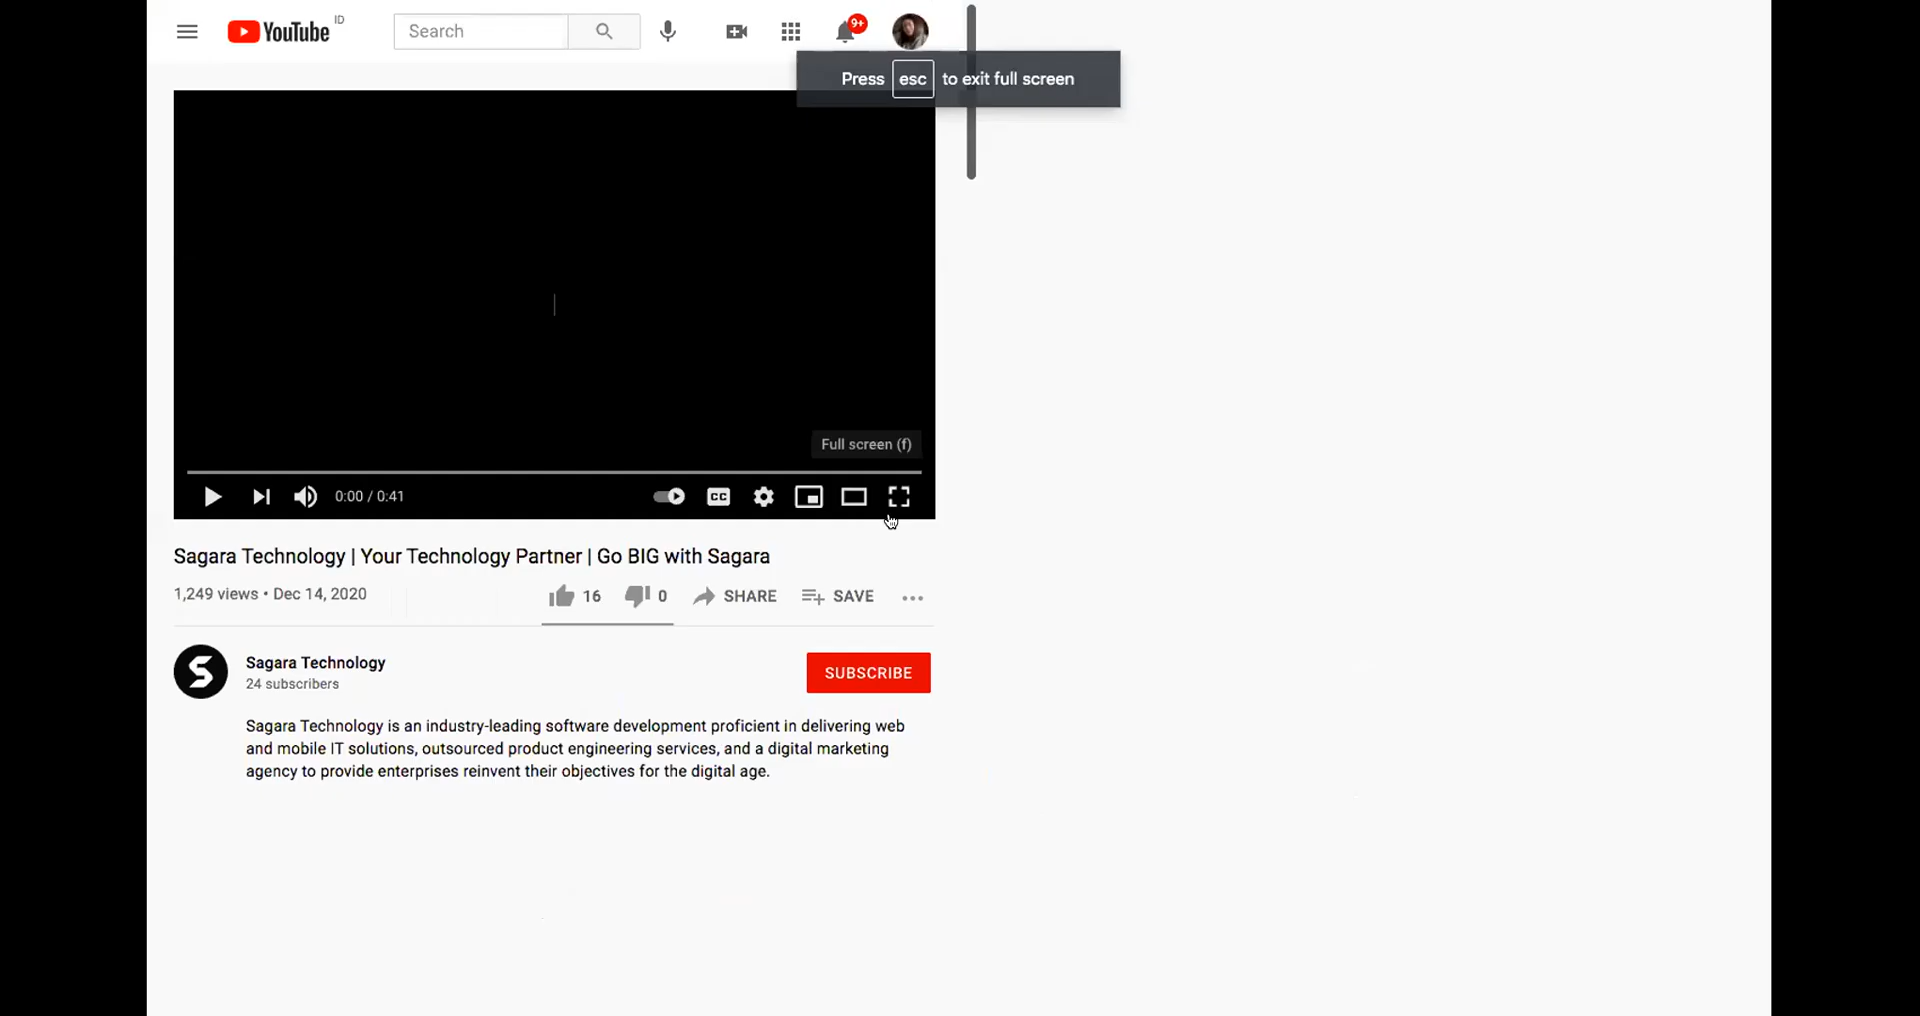 YouTube ID
Search
9+
Press esc to exit full screen
Full screen (f)
0:00 / 0:41
CC
Sagara Technology | Your Technology Partner | Go BIG with Sagara
1,249 views • Dec 14, 2020
16 0 SHARE SAVE
S
Sagara Technology
24 subscribers
SUBSCRIBE
Sagara Technology is an industry-leading software development proficient in delivering web
and mobile IT solutions, outsourced product engineering services, and a digital marketing
agency to provide enterprises reinvent their objectives for the digital age.